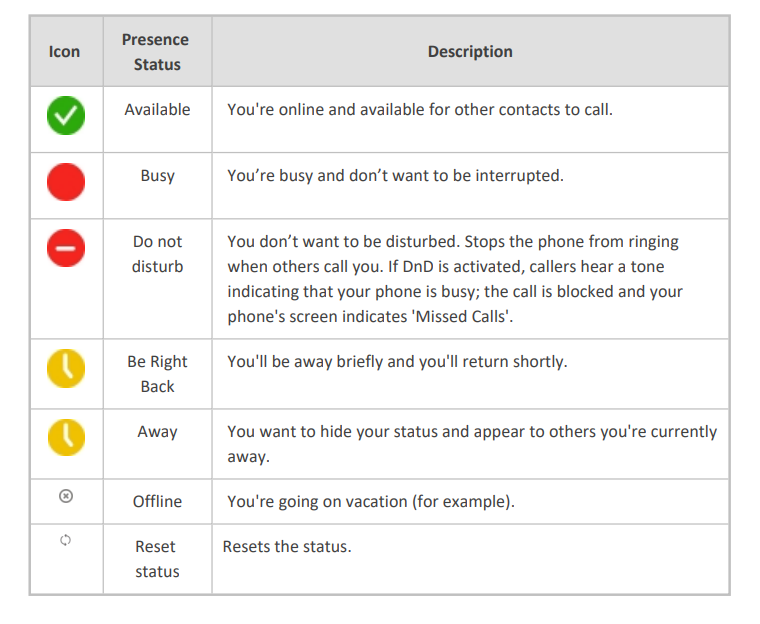 Icon
Presence
Status
Description
Available
You're online and available for other contacts to call.
Busy
You’re busy and don’t want to be interrupted.
Do not
disturb
You don’t want to be disturbed. Stops the phone from ringing
when others call you. If DnD is activated, callers hear a tone
indicating that your phone is busy; the call is blocked and your
phone's screen indicates 'Missed Calls'.
Be Right
Back
You'll be away briefly and you'll return shortly.
Away
You want to hide your status and appear to others you're currently
away.
Offline
You're going on vacation (for example).
Reset
status
Resets the status.